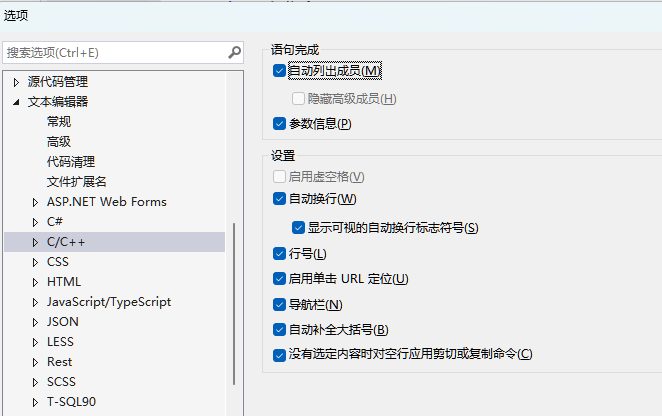 选项
搜索选项(Ctrl+E)
源代码管理
文本编辑器
常规
高级
代码清理
文件扩展名
ASP.NET Web Forms
C#
C/C++
CSS
HTML
JavaScript/TypeScript
JSON
LESS
Rest
SCSS
T-SQL90
语句完成
自动列出成员(M)
隐藏高级成员(H)
参数信息(P)
设置
启用虚空格(V)
自动换行(W)
显示可视的自动换行标志符号(S)
行号(L)
启用单击 URL 定位(U)
导航栏(N)
自动补全大括号(B)
没有选定内容时对空行应用剪切或复制命令(C)